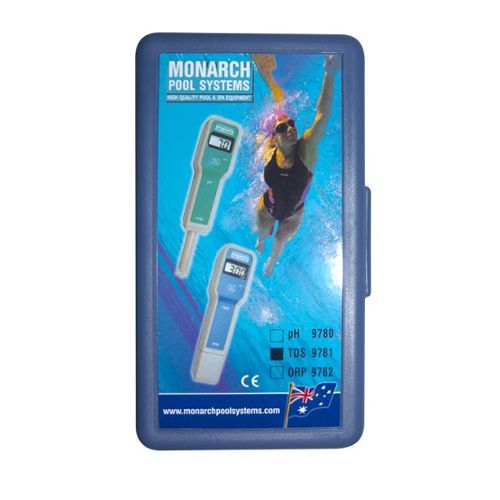 MONARCH
POOL SYSTEMS
HIGH QUALITY POOL & SPA EQUIPMENT
pH 9780
TDS 9781
ORP 9782
CE
www.monarchpoolsystems.com